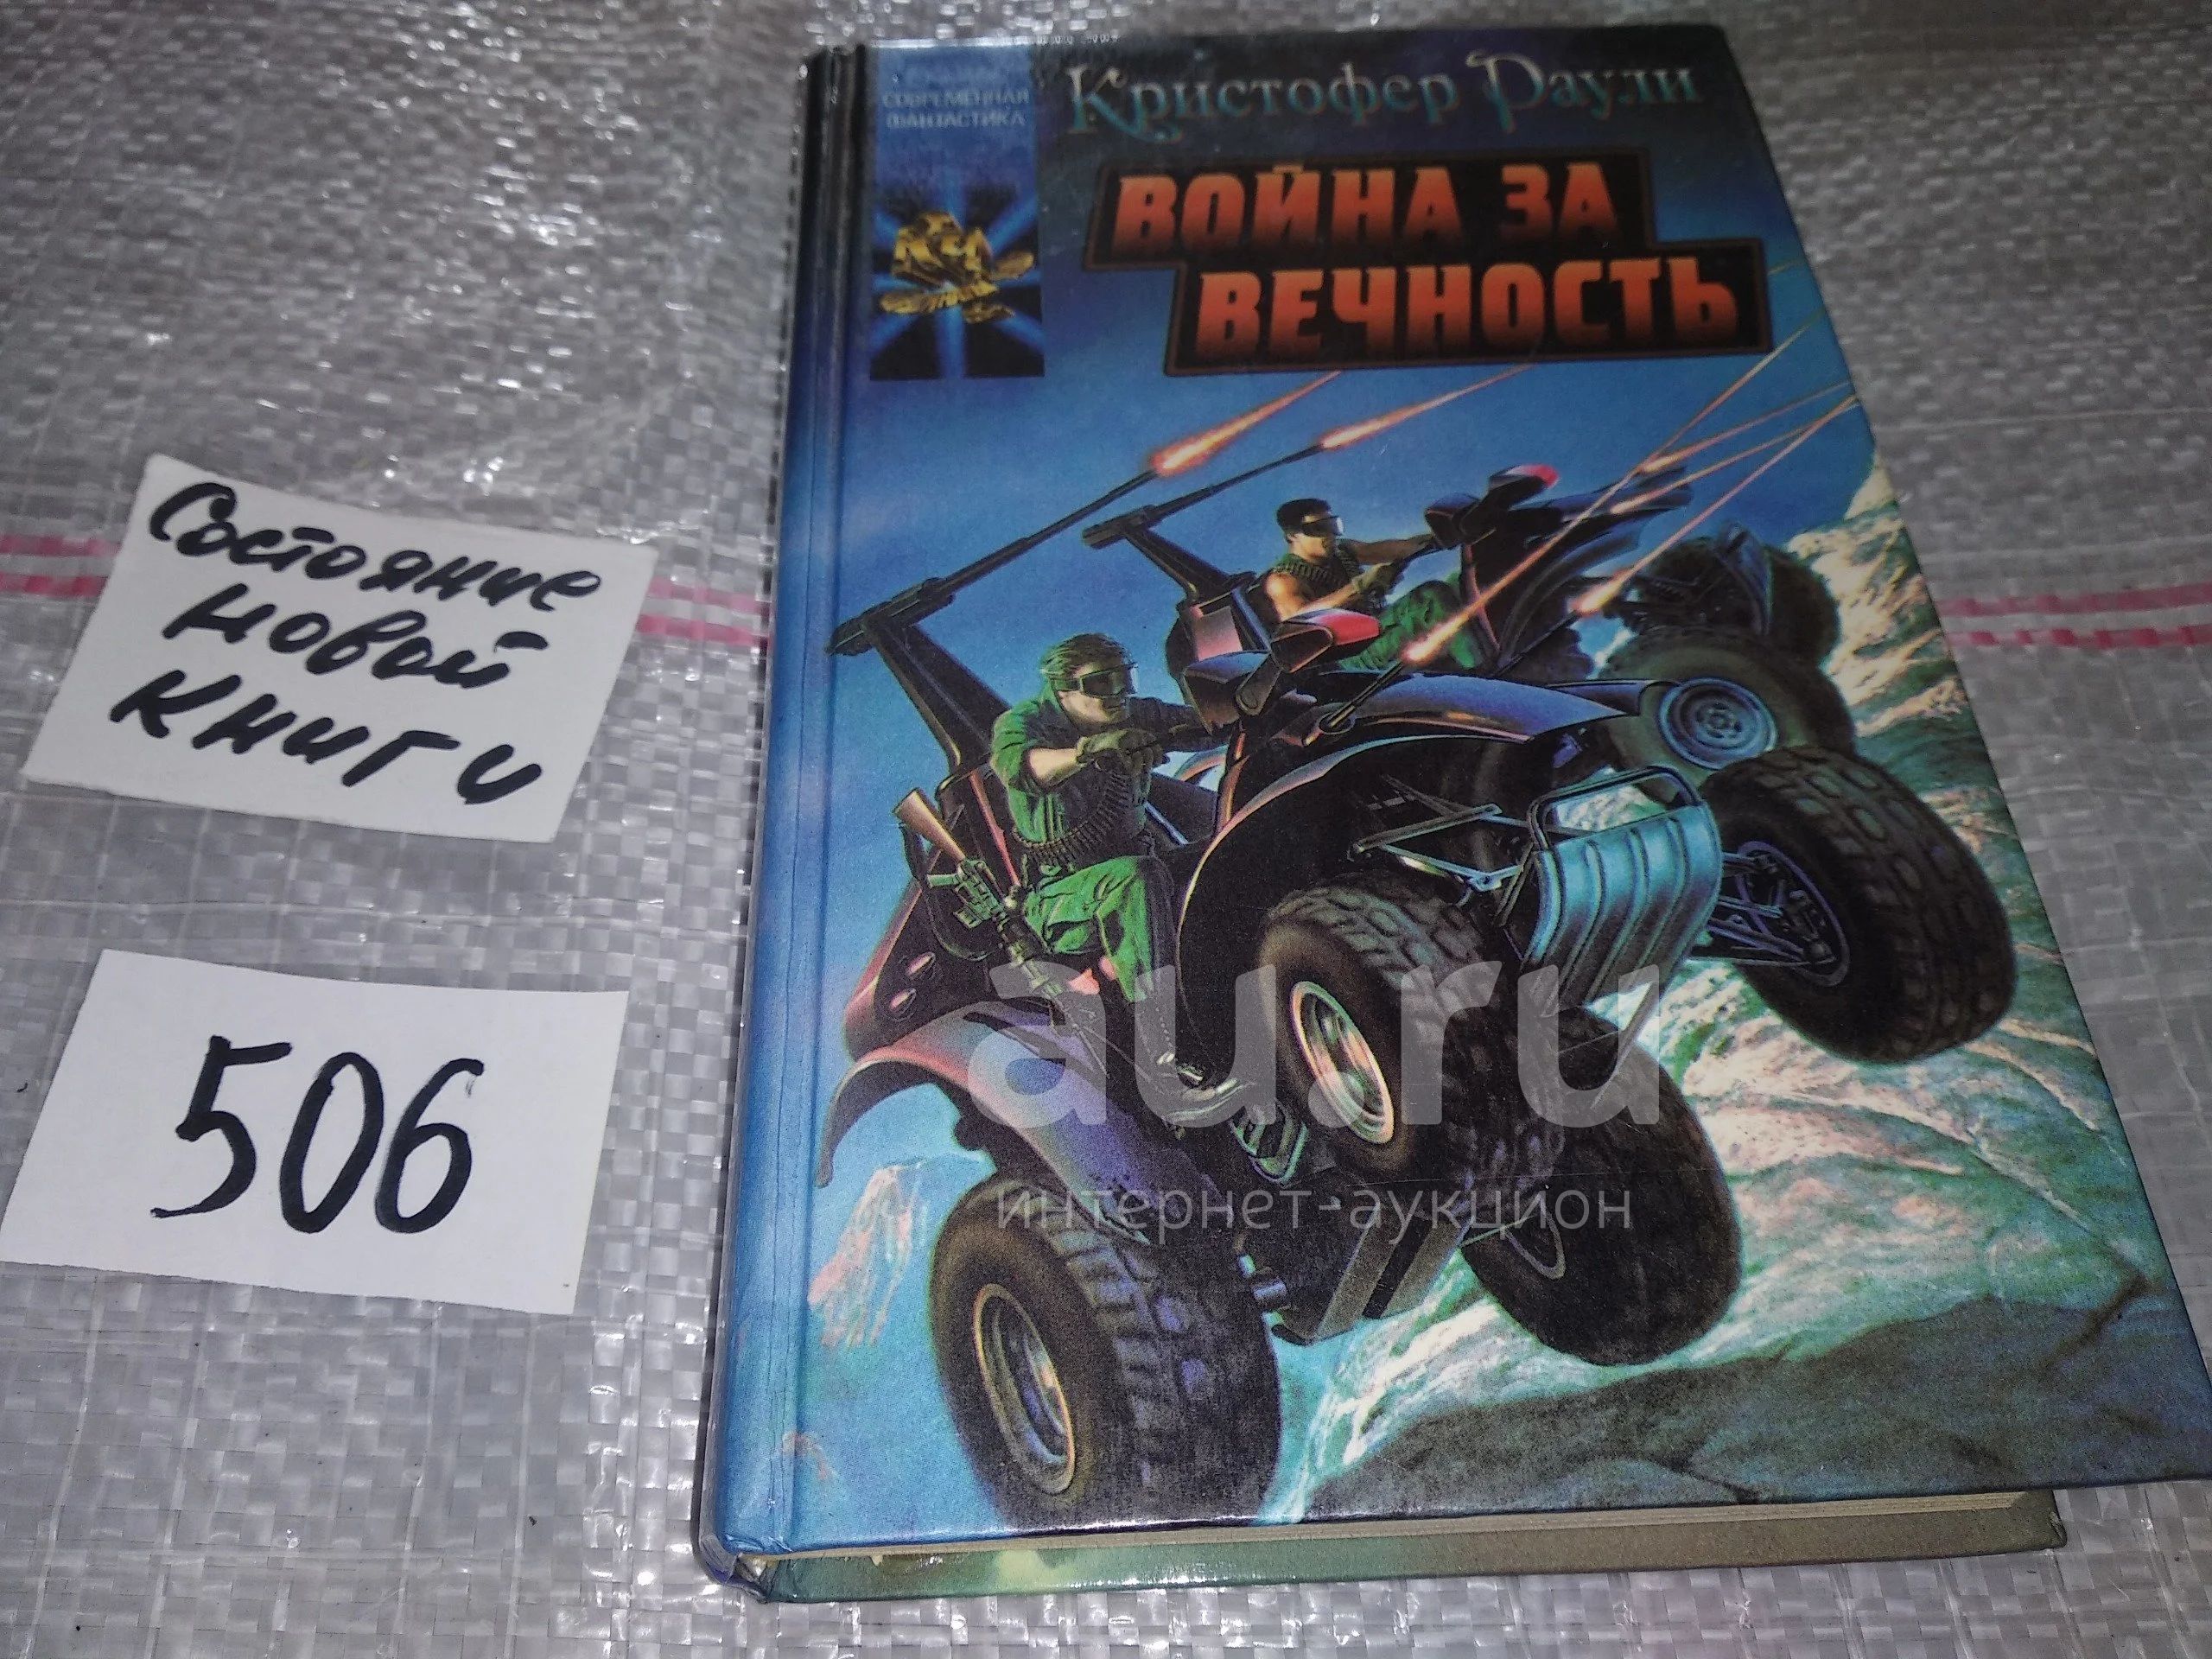 СОВРЕМЕННАЯ
ФАНТАСТИКА
Кристофер Раули
ВОЙНА ЗА
ВЕЧНОСТЬ
Состояние
новой
книги
506
au.ru
интернет-аукцион